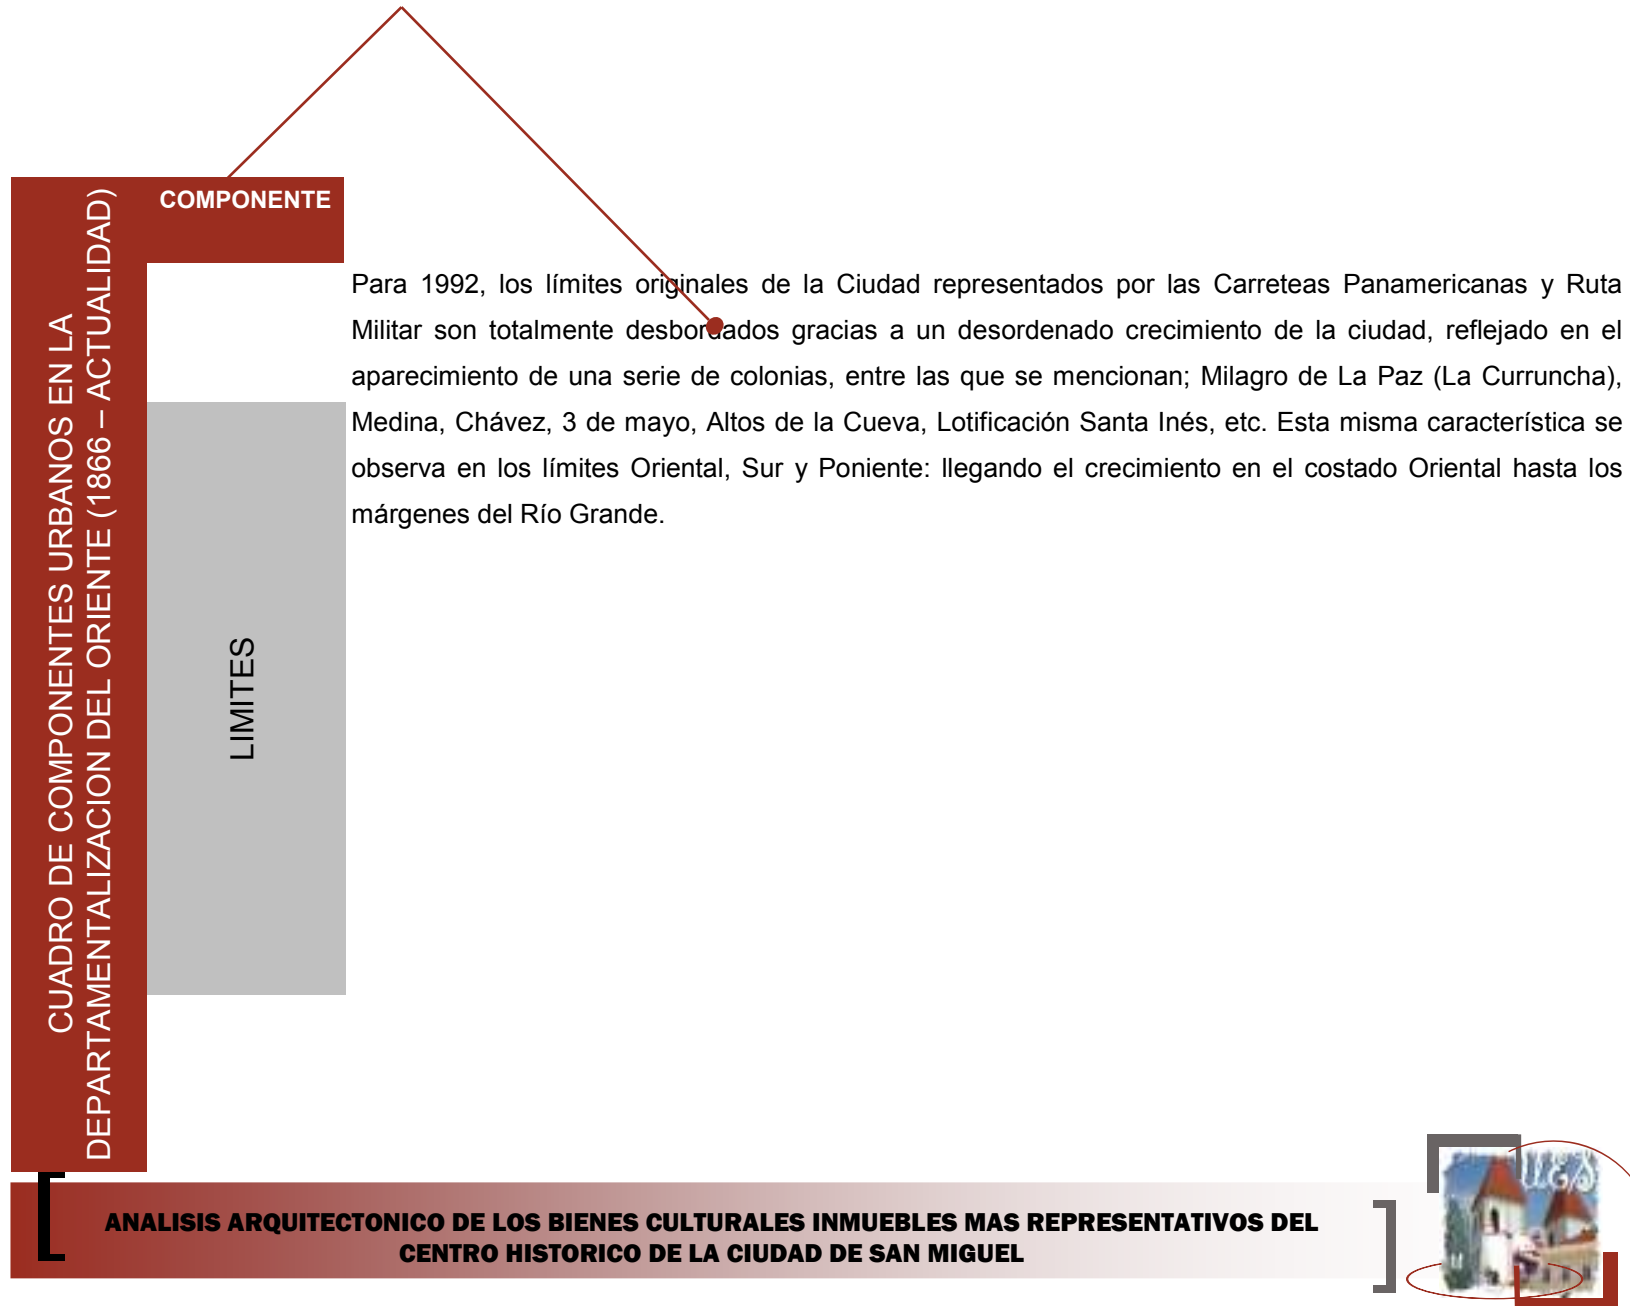 CUADRO DE COMPONENTES URBANOS EN LA
DEPARTAMENTALIZACION DEL ORIENTE (1866 – ACTUALIDAD)
COMPONENTE
LIMITES
Para 1992, los límites originales de la Ciudad representados por las Carreteas Panamericanas y Ruta
Militar son totalmente desbordados gracias a un desordenado crecimiento de la ciudad, reflejado en el
aparecimiento de una serie de colonias, entre las que se mencionan; Milagro de La Paz (La Curruncha),
Medina, Chávez, 3 de mayo, Altos de la Cueva, Lotificación Santa Inés, etc. Esta misma característica se
observa en los límites Oriental, Sur y Poniente: llegando el crecimiento en el costado Oriental hasta los
márgenes del Río Grande.
ANALISIS ARQUITECTONICO DE LOS BIENES CULTURALES INMUEBLES MAS REPRESENTATIVOS DEL
CENTRO HISTORICO DE LA CIUDAD DE SAN MIGUEL
UES